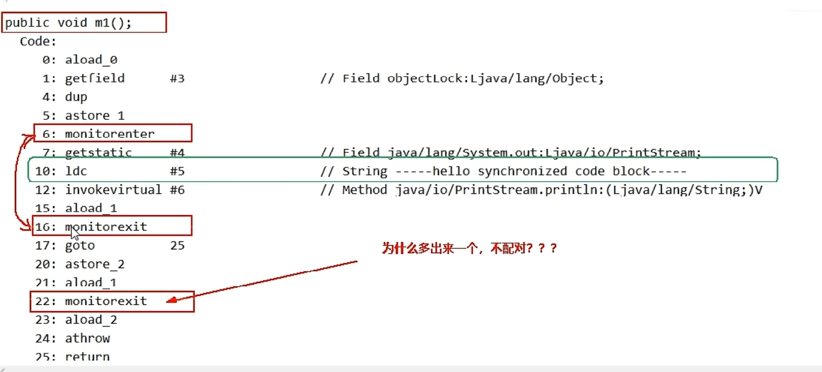 public void m1();
Code:
0: aload_0
1: getfield #3 // Field objectLock:Ljava/lang/Object;
4: dup
5: astore_1
6: monitorenter
7: getstatic #4 // Field java/lang/System.out:Ljava/io/PrintStream;
10: ldc #5 // String -----hello synchronized code block-----
12: invokevirtual #6 // Method java/io/PrintStream.println:(Ljava/lang/String;)V
15: aload_1
16: monitorexit
17: goto 25
为什么多出来一个，不配对？？？
20: astore_2
21: aload_1
22: monitorexit
23: aload_2
24: athrow
25: return